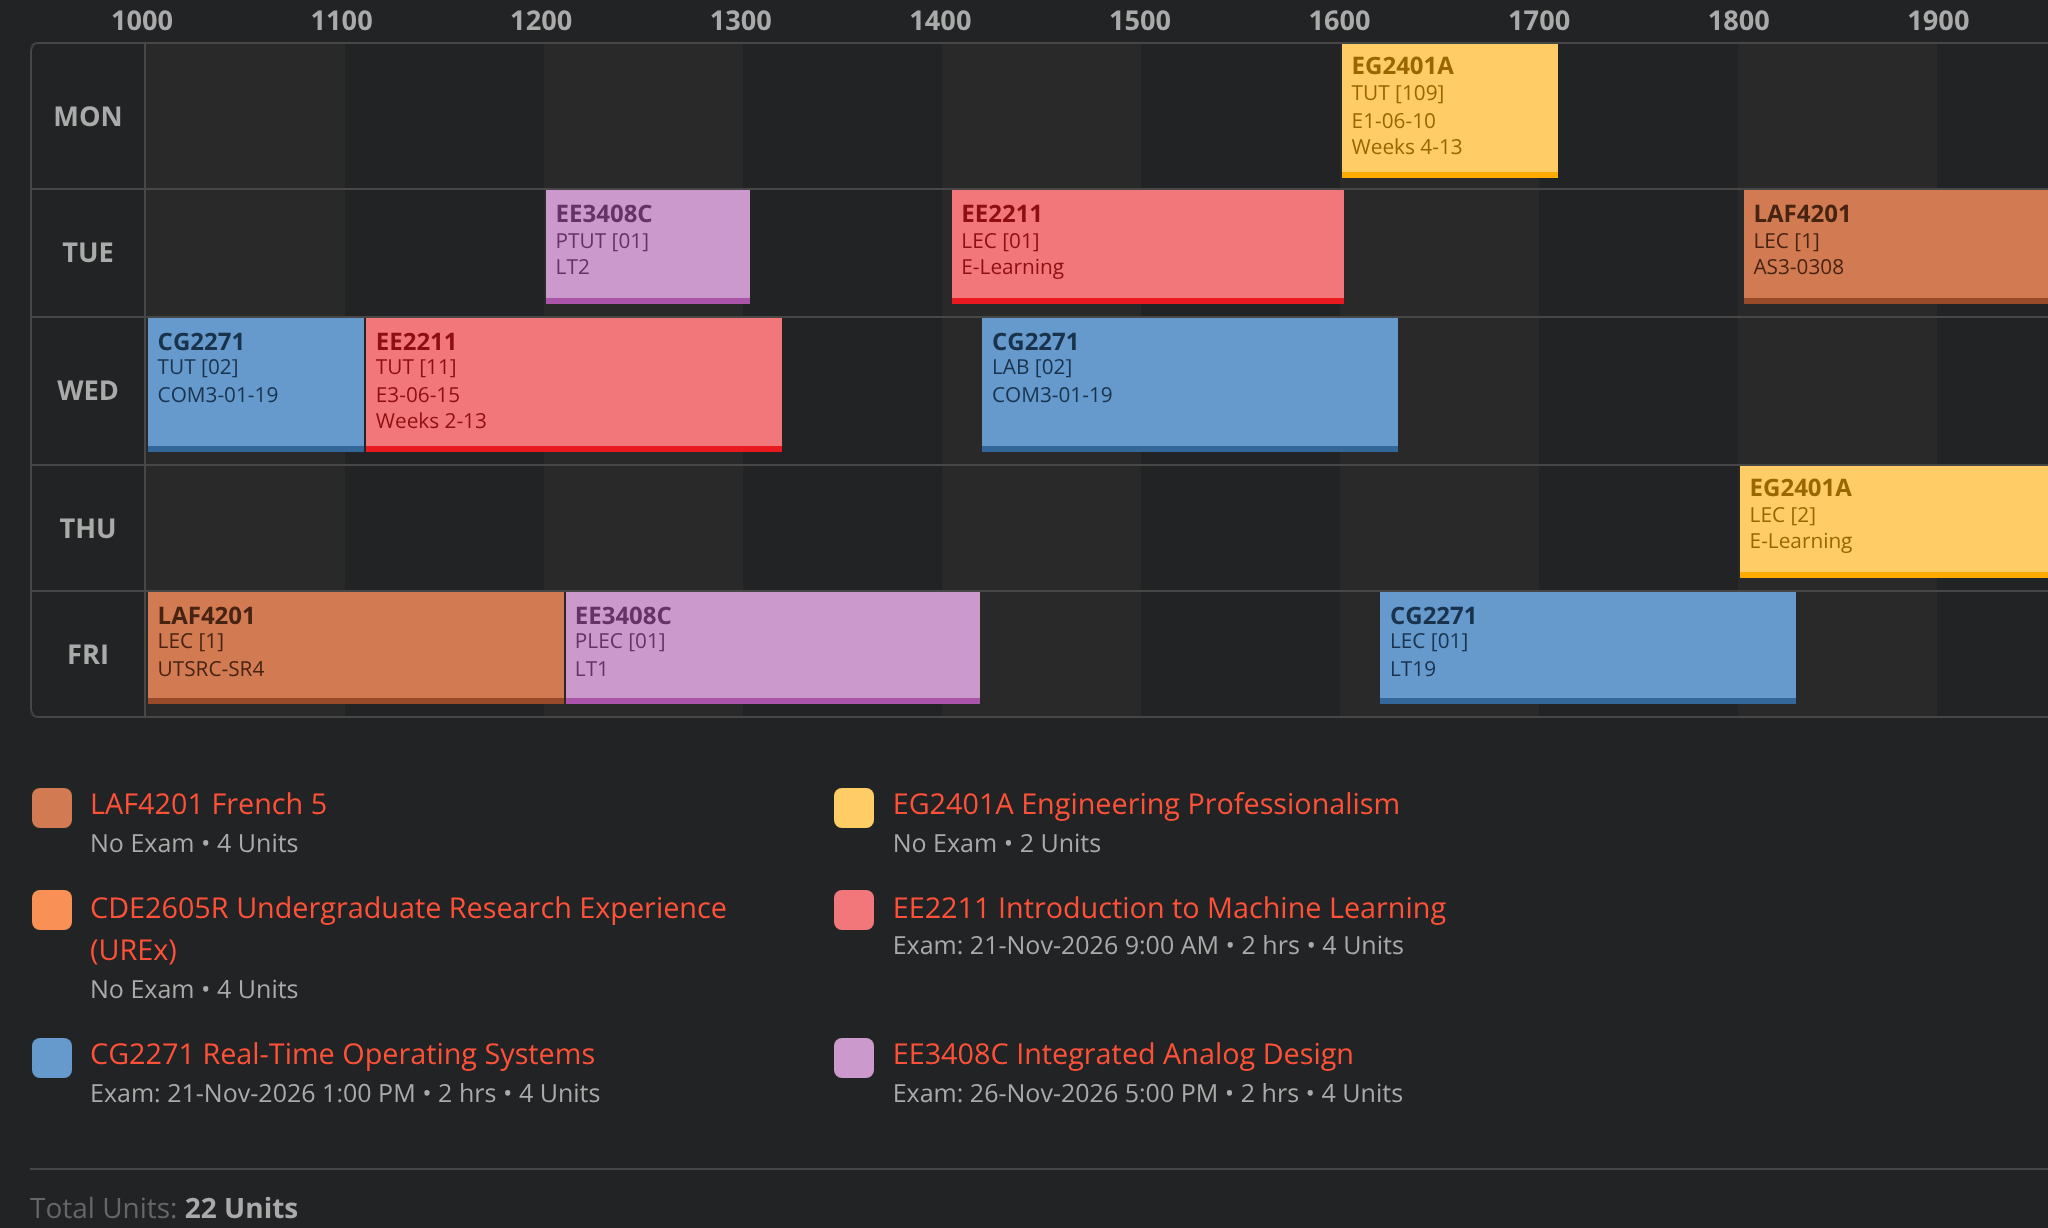 1000 1100 1200 1300 1400 1500 1600 1700 1800 1900
MON
EG2401A
TUT [109]
E1-06-10
Weeks 4-13
TUE
EE3408C
PTUT [01]
LT2
EE2211
LEC [01]
E-Learning
LAF4201
LEC [1]
AS3-0308
WED
CG2271
TUT [02]
COM3-01-19
EE2211
TUT [11]
E3-06-15
Weeks 2-13
CG2271
LAB [02]
COM3-01-19
THU
EG2401A
LEC [2]
E-Learning
FRI
LAF4201
LEC [1]
UTSRC-SR4
EE3408C
PLEC [01]
LT1
CG2271
LEC [01]
LT19
LAF4201 French 5
No Exam • 4 Units
EG2401A Engineering Professionalism
No Exam • 2 Units
CDE2605R Undergraduate Research Experience
(UREx)
No Exam • 4 Units
EE2211 Introduction to Machine Learning
Exam: 21-Nov-2026 9:00 AM • 2 hrs • 4 Units
CG2271 Real-Time Operating Systems
Exam: 21-Nov-2026 1:00 PM • 2 hrs • 4 Units
EE3408C Integrated Analog Design
Exam: 26-Nov-2026 5:00 PM • 2 hrs • 4 Units
Total Units: 22 Units